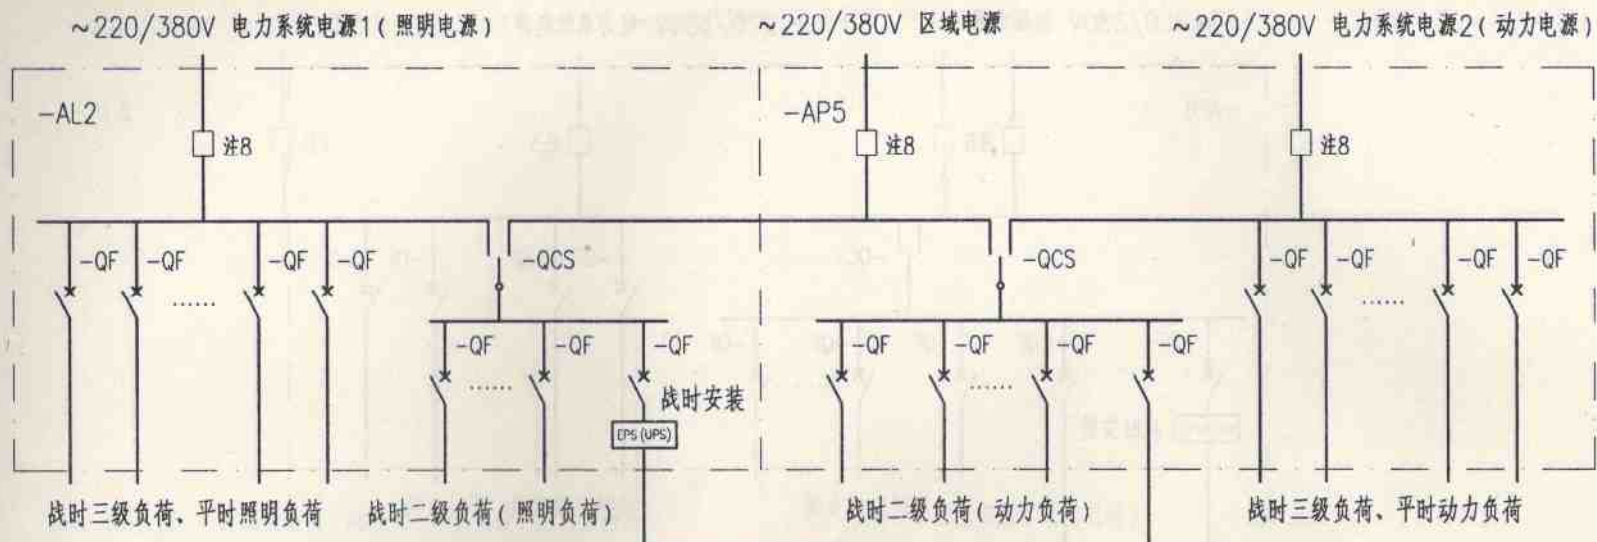 ~220/380V 电力系统电源1(照明电源)
~220/380V 区域电源
~220/380V 电力系统电源2(动力电源)
-AL2
-AP5
注8
注8
注8
-QF
-QF
-QF
-QF
-QCS
-QCS
-QF
-QF
-QF
-QF
......
......
-QF
-QF
-QF
-QF
-QF
-QF
-QF
......
......
战时安装
EPS(UPS)
战时三级负荷、平时照明负荷
战时二级负荷(照明负荷)
战时二级负荷(动力负荷)
战时三级负荷、平时动力负荷